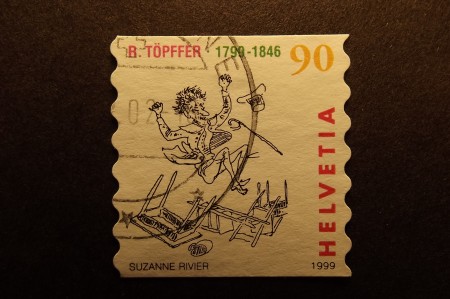 R. TÖPFFER 1799-1846 90
HELVETIA
SUZANNE RIVIER 1999